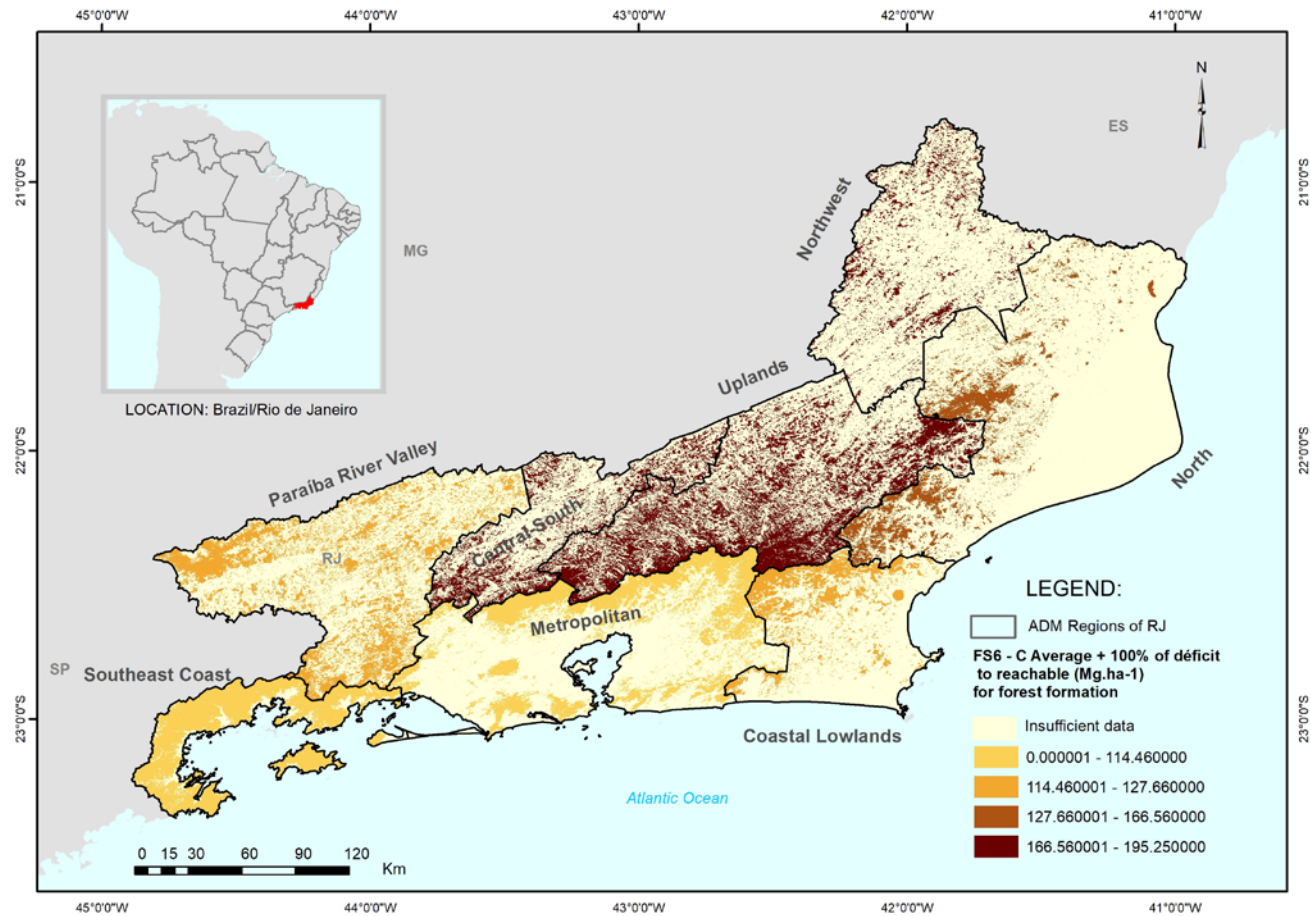 45°0'0"W 44°0'0"W 43°0'0"W 42°0'0"W 41°0'0"W
N
ES
21°0'0"S
21°0'0"S
Northwest
MG
Uplands
LOCATION: Brazil/Rio de Janeiro
22°0'0"S
22°0'0"S
Paraíba River Valley
North
Central-South
RJ
LEGEND:
Metropolitan
ADM Regions of RJ
SP
Southeast Coast
FS6 - C Average + 100% of déficit
to reachable (Mg.ha-1)
for forest formation
23°0'0"S
23°0'0"S
Coastal Lowlands
Insufficient data
0.000001 - 114.460000
114.460001 - 127.660000
Atlantic Ocean
127.660001 - 166.560000
166.560001 - 195.250000
0 15 30 60 90 120
Km
45°0'0"W 44°0'0"W 43°0'0"W 42°0'0"W 41°0'0"W